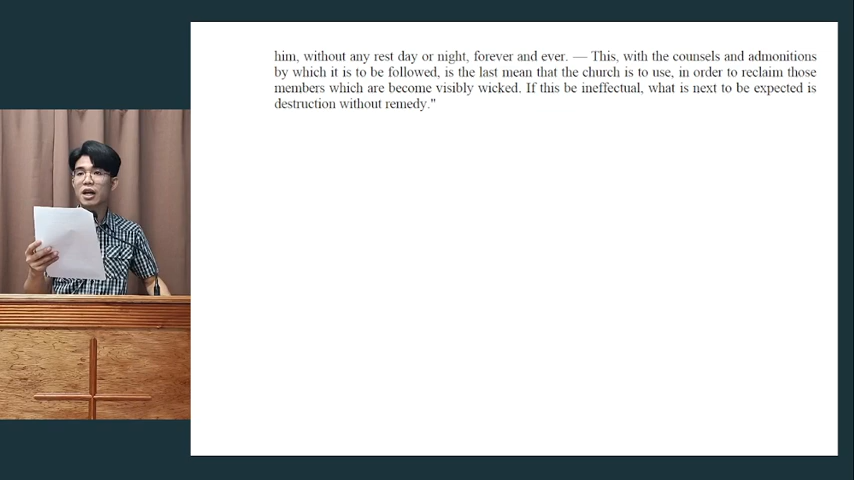 him, without any rest day or night, forever and ever. — This, with the counsels and admonitions
by which it is to be followed, is the last mean that the church is to use, in order to reclaim those
members which are become visibly wicked. If this be ineffectual, what is next to be expected is
destruction without remedy."